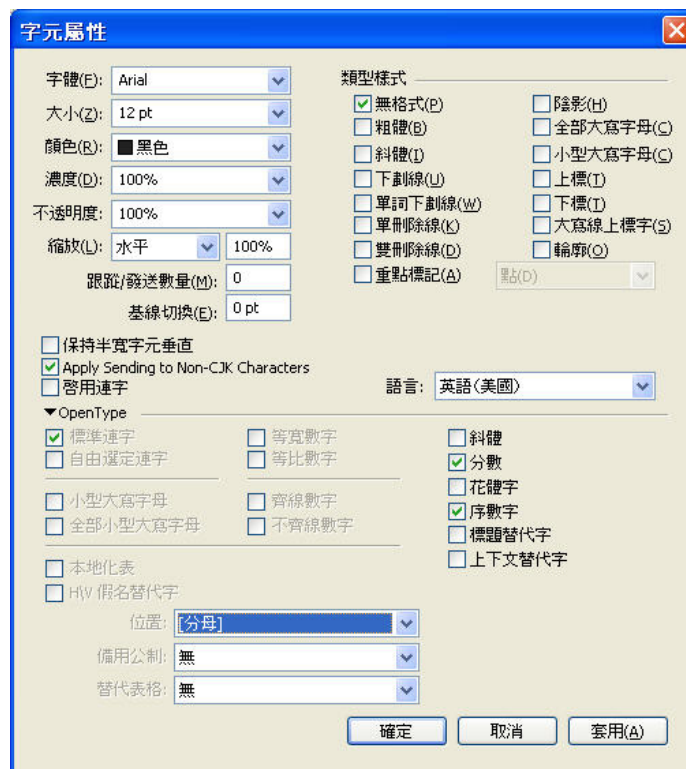 字元屬性
字體(F): Arial
大小(Z): 12 pt
顏色(R): 黑色
濃度(D): 100%
不透明度: 100%
縮放(L): 水平 100%
跟蹤/發送數量(M): 0
基線切換(E): 0 pt
類型樣式
無格式(P) 陰影(H)
粗體(B) 全部大寫字母(C)
斜體(I) 小型大寫字母(C)
下劃線(U) 上標(T)
單詞下劃線(W) 下標(T)
單刪除線(K) 大寫線上標字(S)
雙刪除線(D) 輪廓(O)
重點標記(A) 點(D)
保持半寬字元垂直
Apply Sending to Non-CJK Characters
啓用連字 語言: 英語(美國)
OpenType
標準連字 等寬數字 斜體
自由選定連字 等比數字 分數
花體字
小型大寫字母 齊線數字 序數字
全部小型大寫字母 不齊線數字 標題替代字
上下文替代字
本地化表
H\V 假名替代字
位置: [分母]
備用公制: 無
替代表格: 無
確定 取消 套用(A)